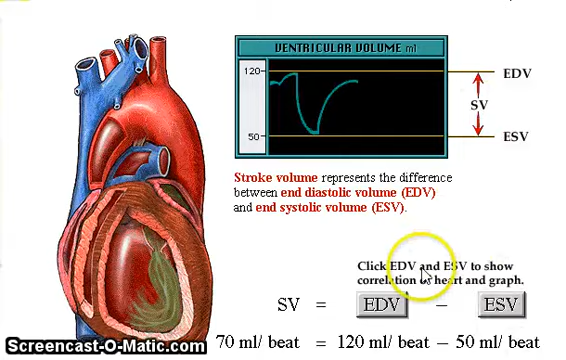 VENTRICULAR VOLUME ml
120
EDV
SV
50
ESV
Stroke volume represents the difference
between end diastolic volume (EDV)
and end systolic volume (ESV).
Click EDV and ESV to show
correlation of heart and graph.
SV = EDV − ESV
70 ml/ beat = 120 ml/ beat − 50 ml/ beat
Screencast-O-Matic.com